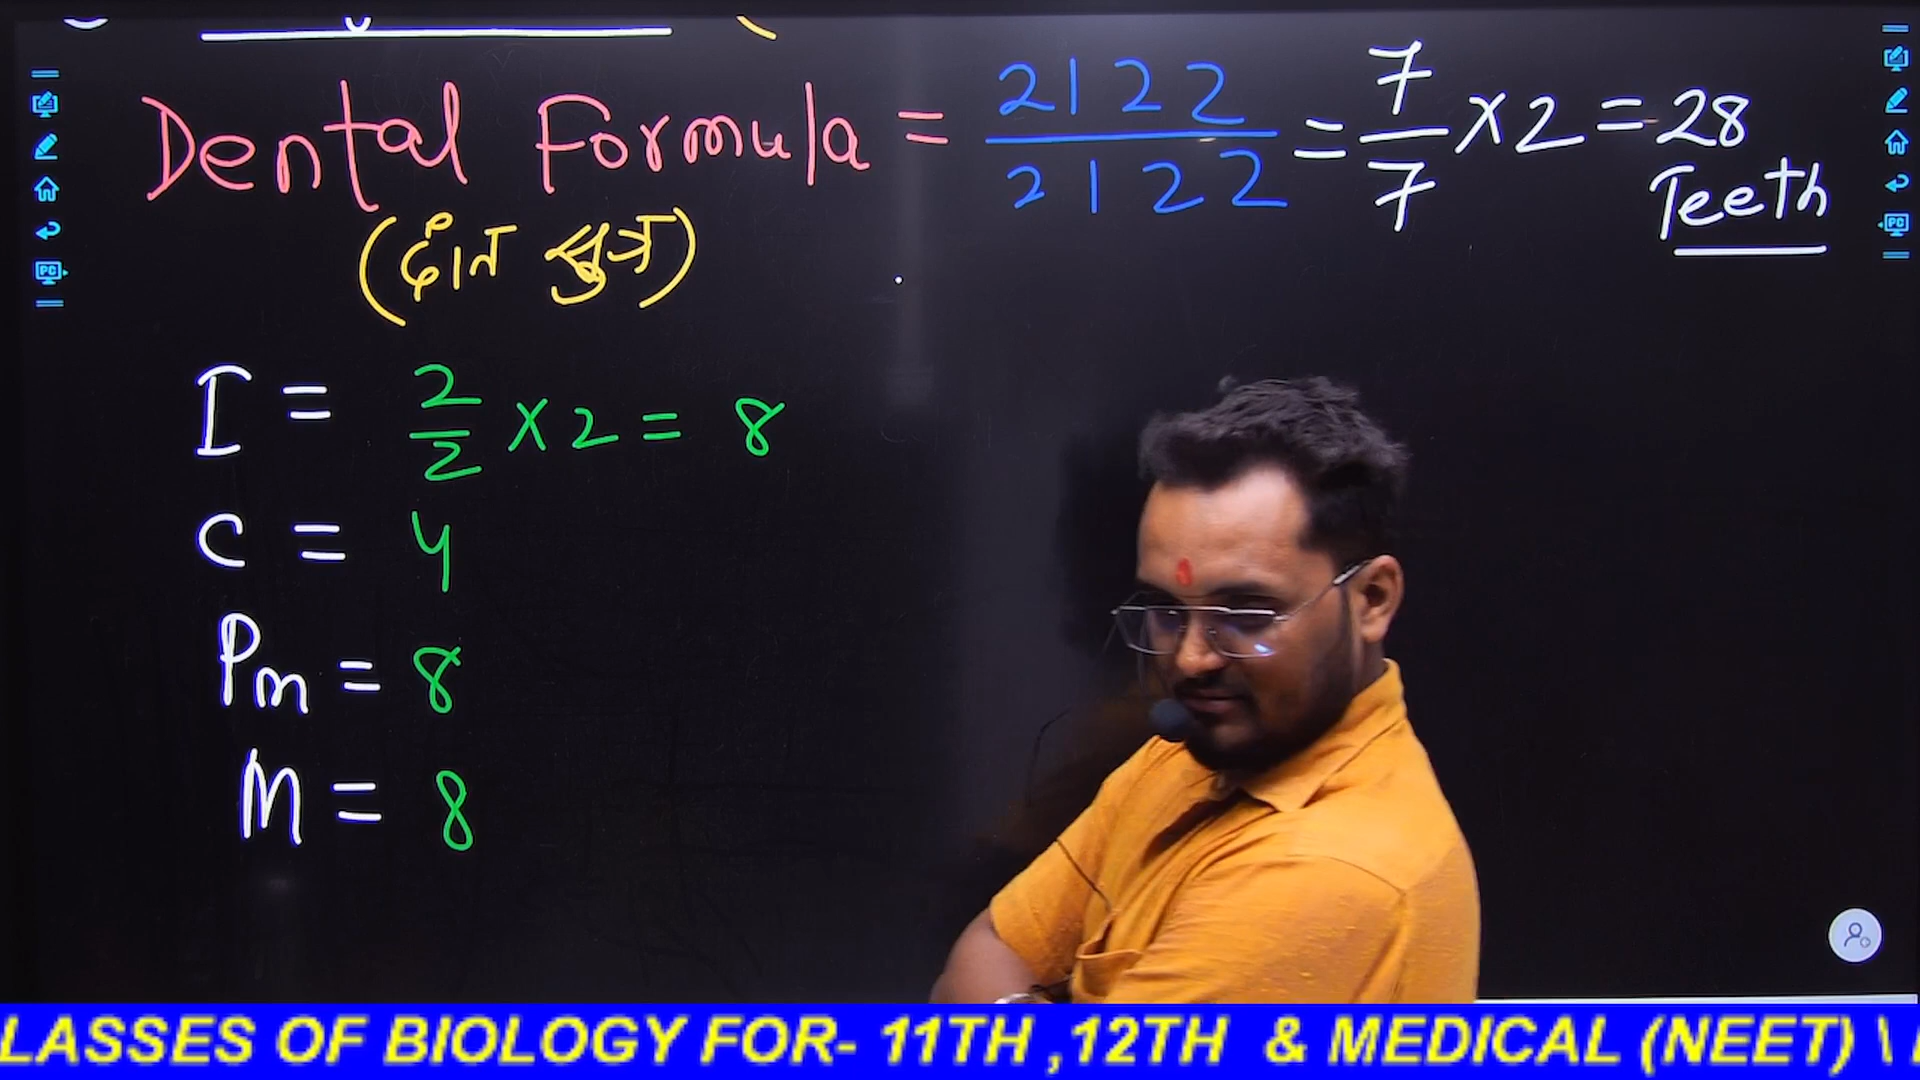 Dental Formula = 2122/2122 = 7/7 × 2 = 28
Teeth
(दांत सुत्र)
I = 2/2 × 2 = 8
C = 4
Pm = 8
M = 8
LASSES OF BIOLOGY FOR- 11TH ,12TH & MEDICAL (NEET) \